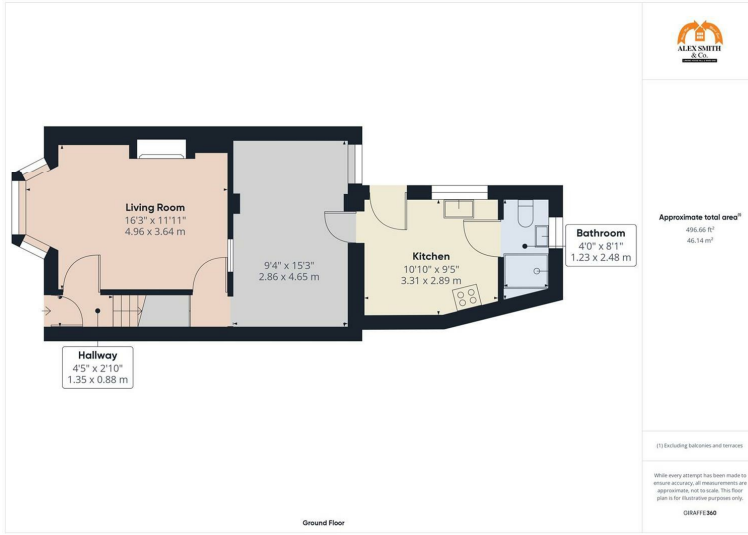 Living Room
16'3" x 11'11"
4.96 x 3.64 m
9'4" x 15'3"
2.86 x 4.65 m
Kitchen
10'10" x 9'5"
3.31 x 2.89 m
Bathroom
4'0" x 8'1"
1.23 x 2.48 m
Hallway
4'5" x 2'10"
1.35 x 0.88 m
Ground Floor
ALEX SMITH
& Co.
Approximate total area⁽¹⁾
496.66 ft²
46.14 m²
(1) Excluding balconies and terraces
While every attempt has been made to
ensure accuracy, all measurements are
approximate, not to scale. This floor
plan is for illustrative purposes only.
GIRAFFE360